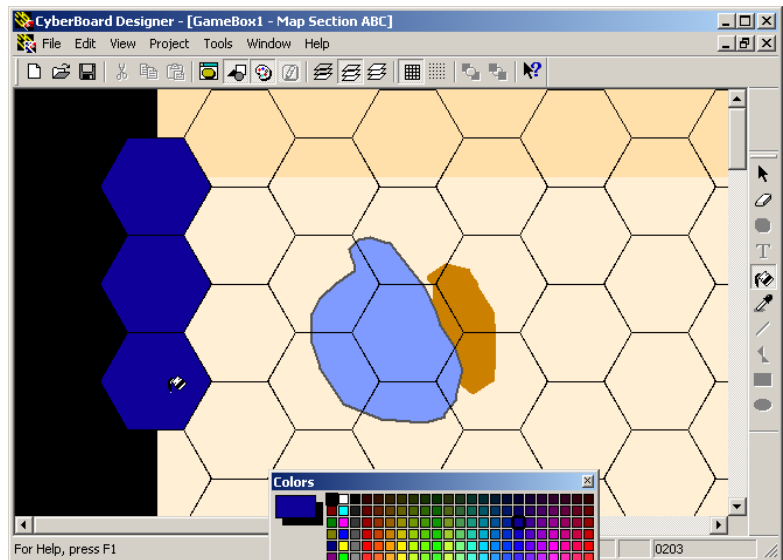 CyberBoard Designer - [GameBox1 - Map Section ABC]
File Edit View Project Tools Window Help
T
Colors
For Help, press F1
0203